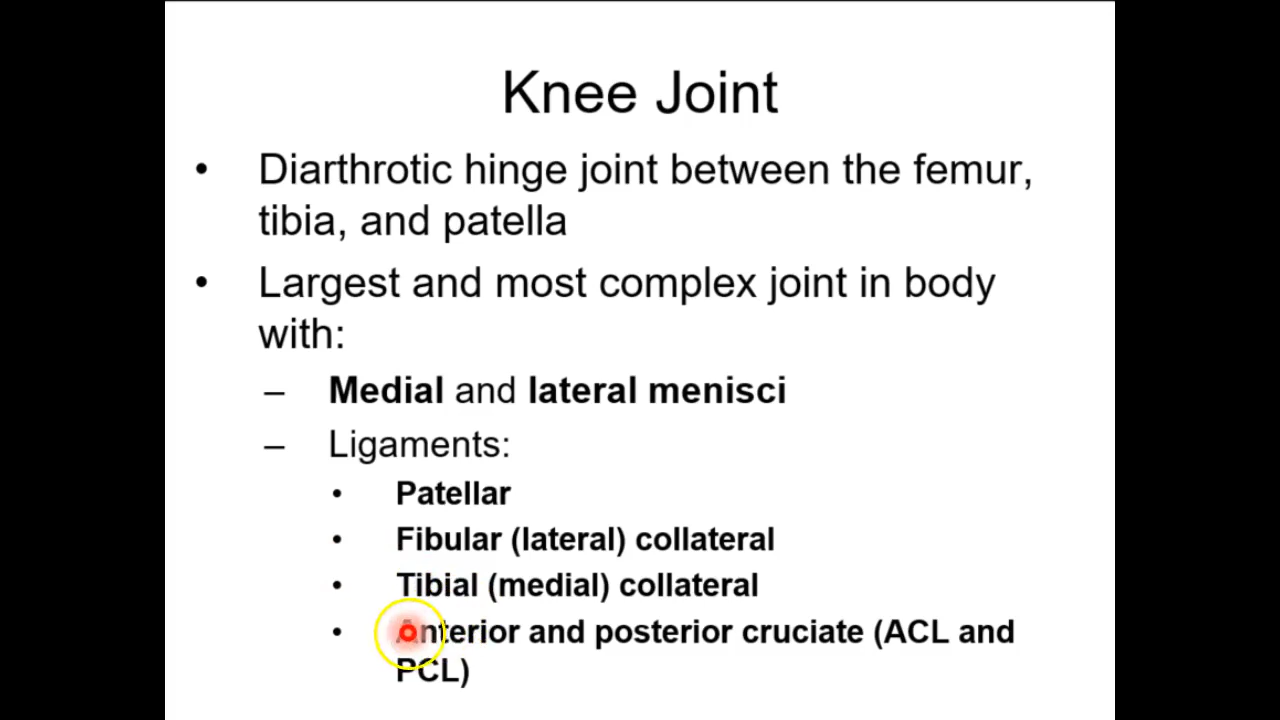 Knee Joint
• Diarthrotic hinge joint between the femur,
tibia, and patella
• Largest and most complex joint in body
with:
– Medial and lateral menisci
– Ligaments:
• Patellar
• Fibular (lateral) collateral
• Tibial (medial) collateral
• Anterior and posterior cruciate (ACL and
PCL)